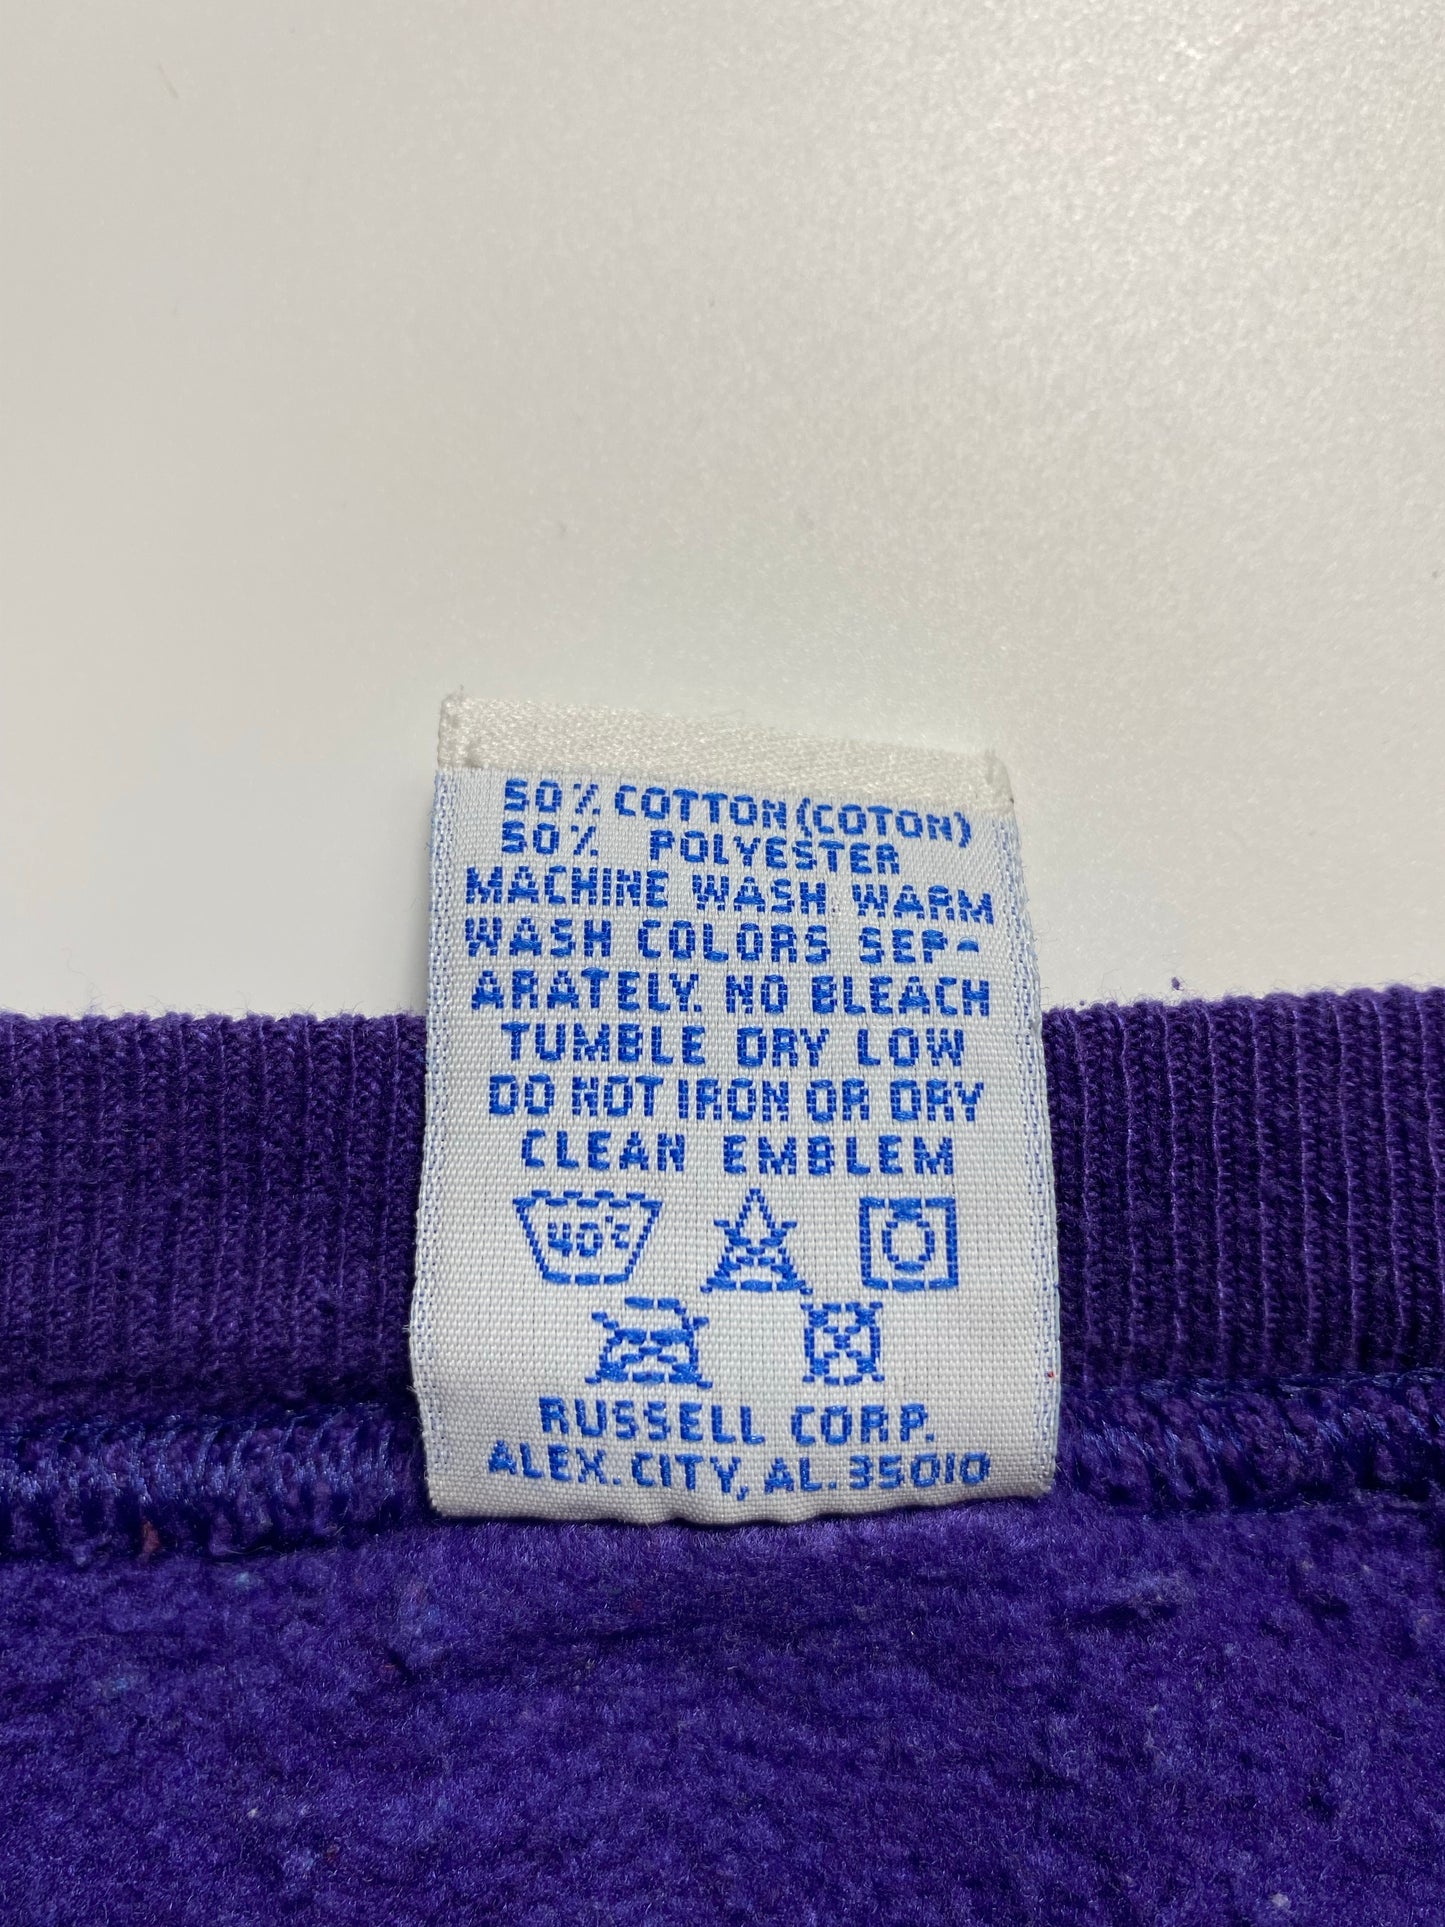 50% COTTON (COTON)
50% POLYESTER
MACHINE WASH WARM
WASH COLORS SEP-
ARATELY. NO BLEACH
TUMBLE DRY LOW
DO NOT IRON OR DRY
CLEAN EMBLEM
40°C
RUSSELL CORP.
ALEX. CITY, AL. 35010